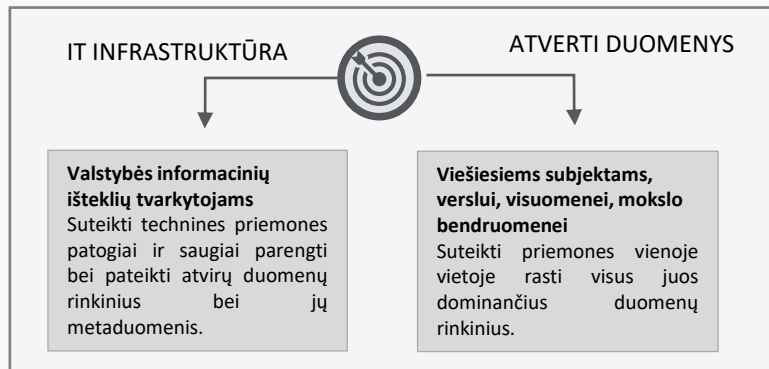 IT INFRASTRUKTŪRA
ATVERTI DUOMENYS
Valstybės informacinių
išteklių tvarkytojams
Suteikti technines priemones
patogiai ir saugiai parengti
bei pateikti atvirų duomenų
rinkinius bei jų
metaduomenis.
Viešiesiems subjektams,
verslui, visuomenei, mokslo
bendruomenei
Suteikti priemones vienoje
vietoje rasti visus juos
dominančius duomenų
rinkinius.